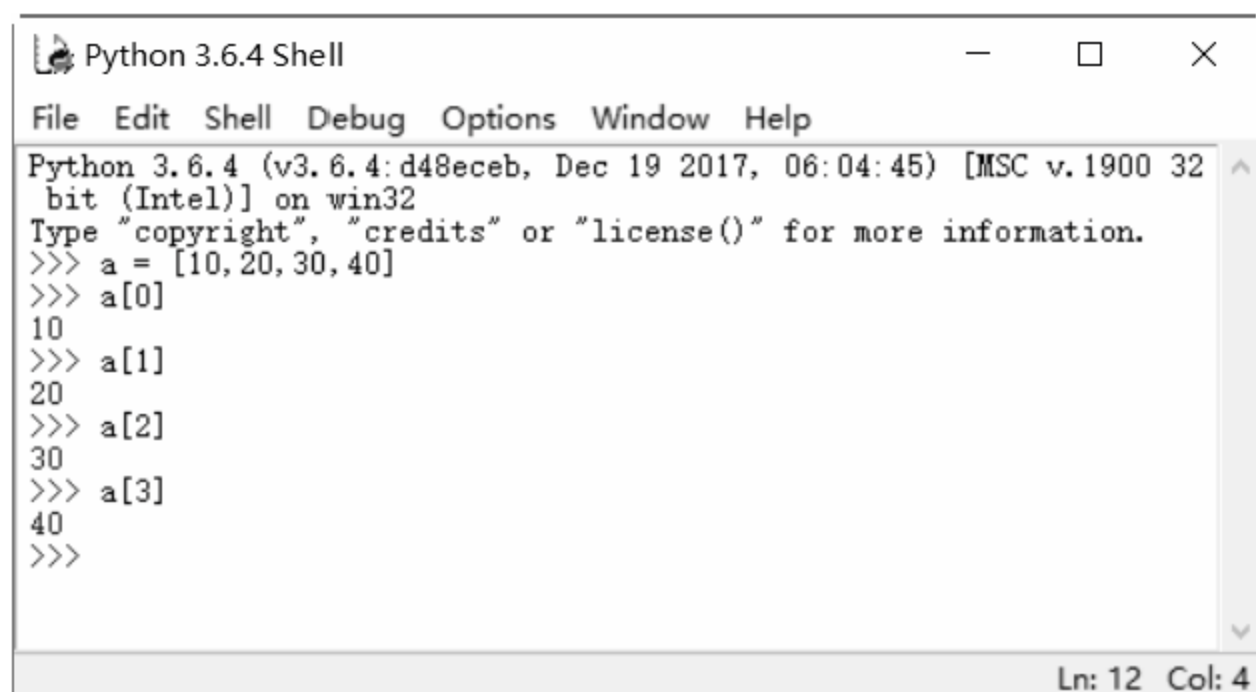 Python 3.6.4 Shell
File Edit Shell Debug Options Window Help
Python 3.6.4 (v3.6.4:d48eceb, Dec 19 2017, 06:04:45) [MSC v.1900 32
 bit (Intel)] on win32
Type "copyright", "credits" or "license()" for more information.
>>> a = [10,20,30,40]
>>> a[0]
10
>>> a[1]
20
>>> a[2]
30
>>> a[3]
40
>>>
Ln: 12 Col: 4